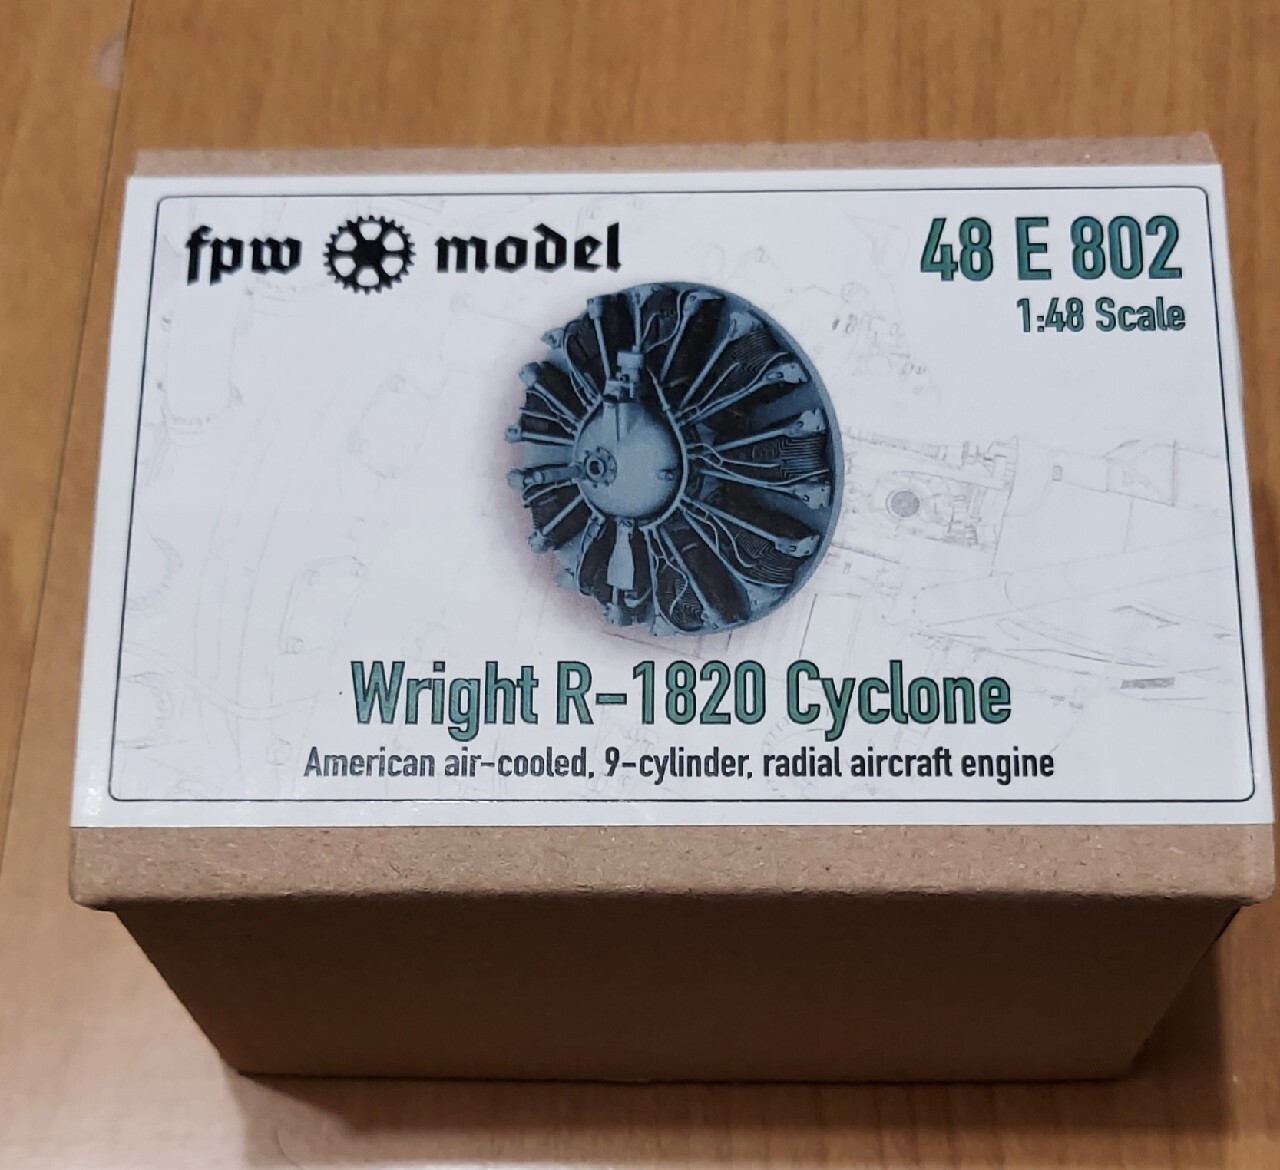 fpw model
48 E 802
1:48 Scale
Wright R-1820 Cyclone
American air-cooled, 9-cylinder, radial aircraft engine